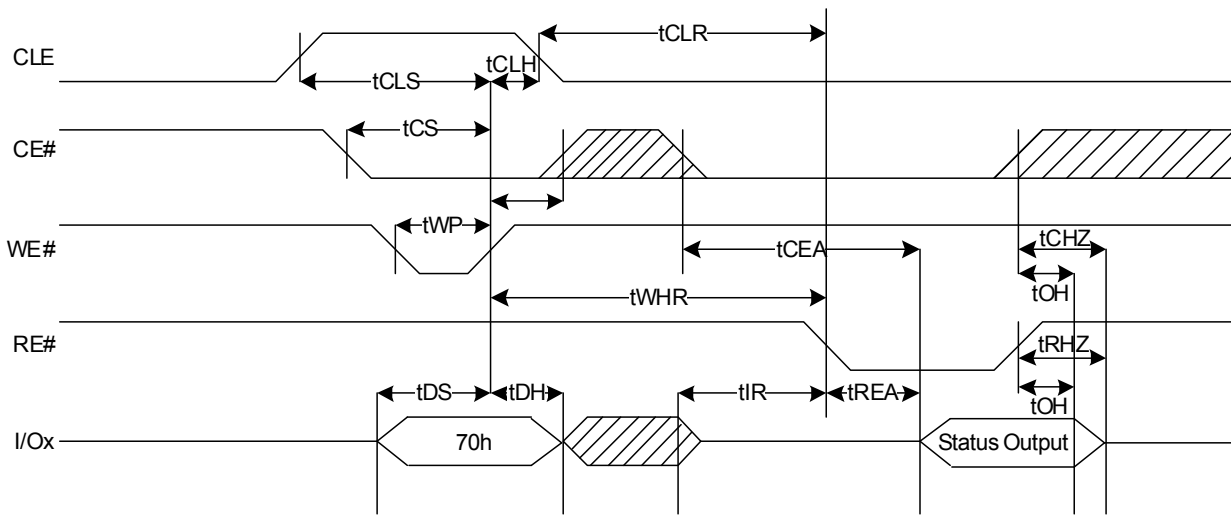 CLE
tCLR
tCLH
tCLS
CE#
tCS
WE#
tWP
tCEA
tCHZ
tOH
tWHR
RE#
tRHZ
tDS
tDH
tIR
tREA
tOH
I/Ox
70h
Status Output